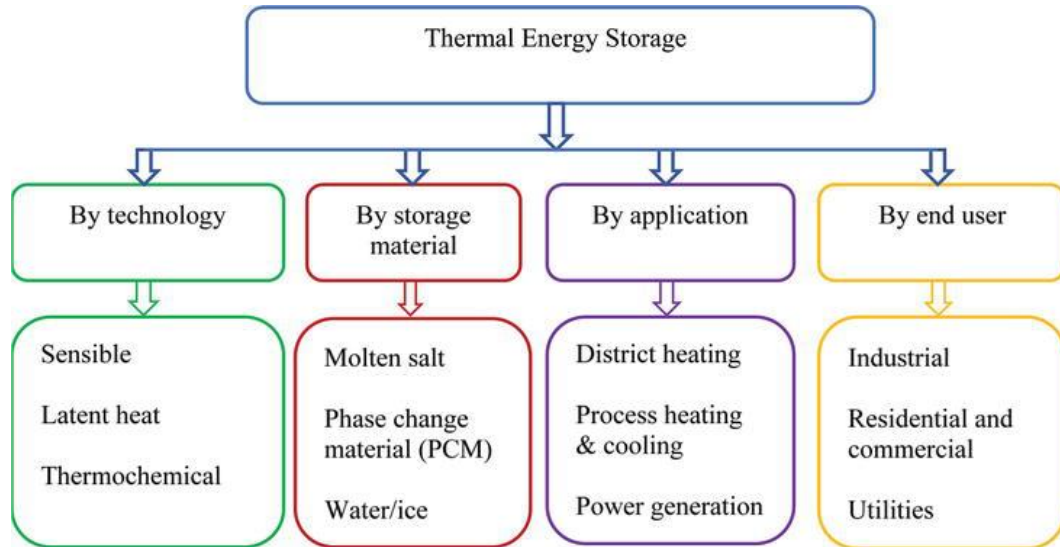 Thermal Energy Storage
By technology
By storage
material
By application
By end user
Sensible
Latent heat
Thermochemical
Molten salt
Phase change
material (PCM)
Water/ice
District heating
Process heating
& cooling
Power generation
Industrial
Residential and
commercial
Utilities